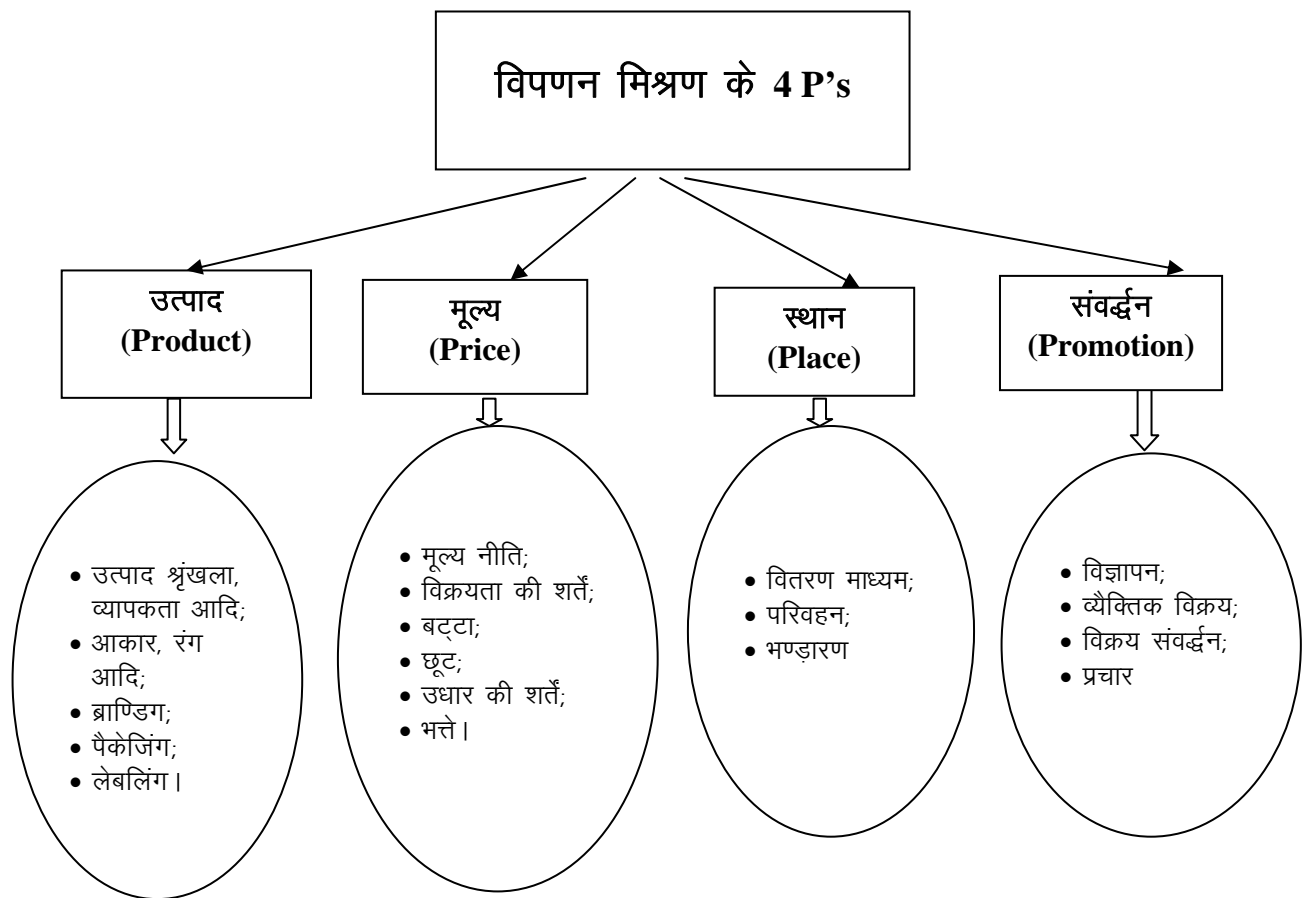 विपणन मिश्रण के 4 P’s
उत्पाद
(Product)
मूल्य
(Price)
स्थान
(Place)
संवर्द्धन
(Promotion)
• उत्पाद श्रृंखला,
व्यापकता आदि;
• आकार, रंग
आदि;
• ब्राण्डिग;
• पैकेजिंग;
• लेबलिंग।
• मूल्य नीति;
• विक्रयता की शर्तें;
• बट्टा;
• छूट;
• उधार की शर्तें;
• भत्ते।
• वितरण माध्यम;
• परिवहन;
• भण्ड़ारण
• विज्ञापन;
• व्यैक्तिक विक्रय;
• विक्रय संवर्द्धन;
• प्रचार